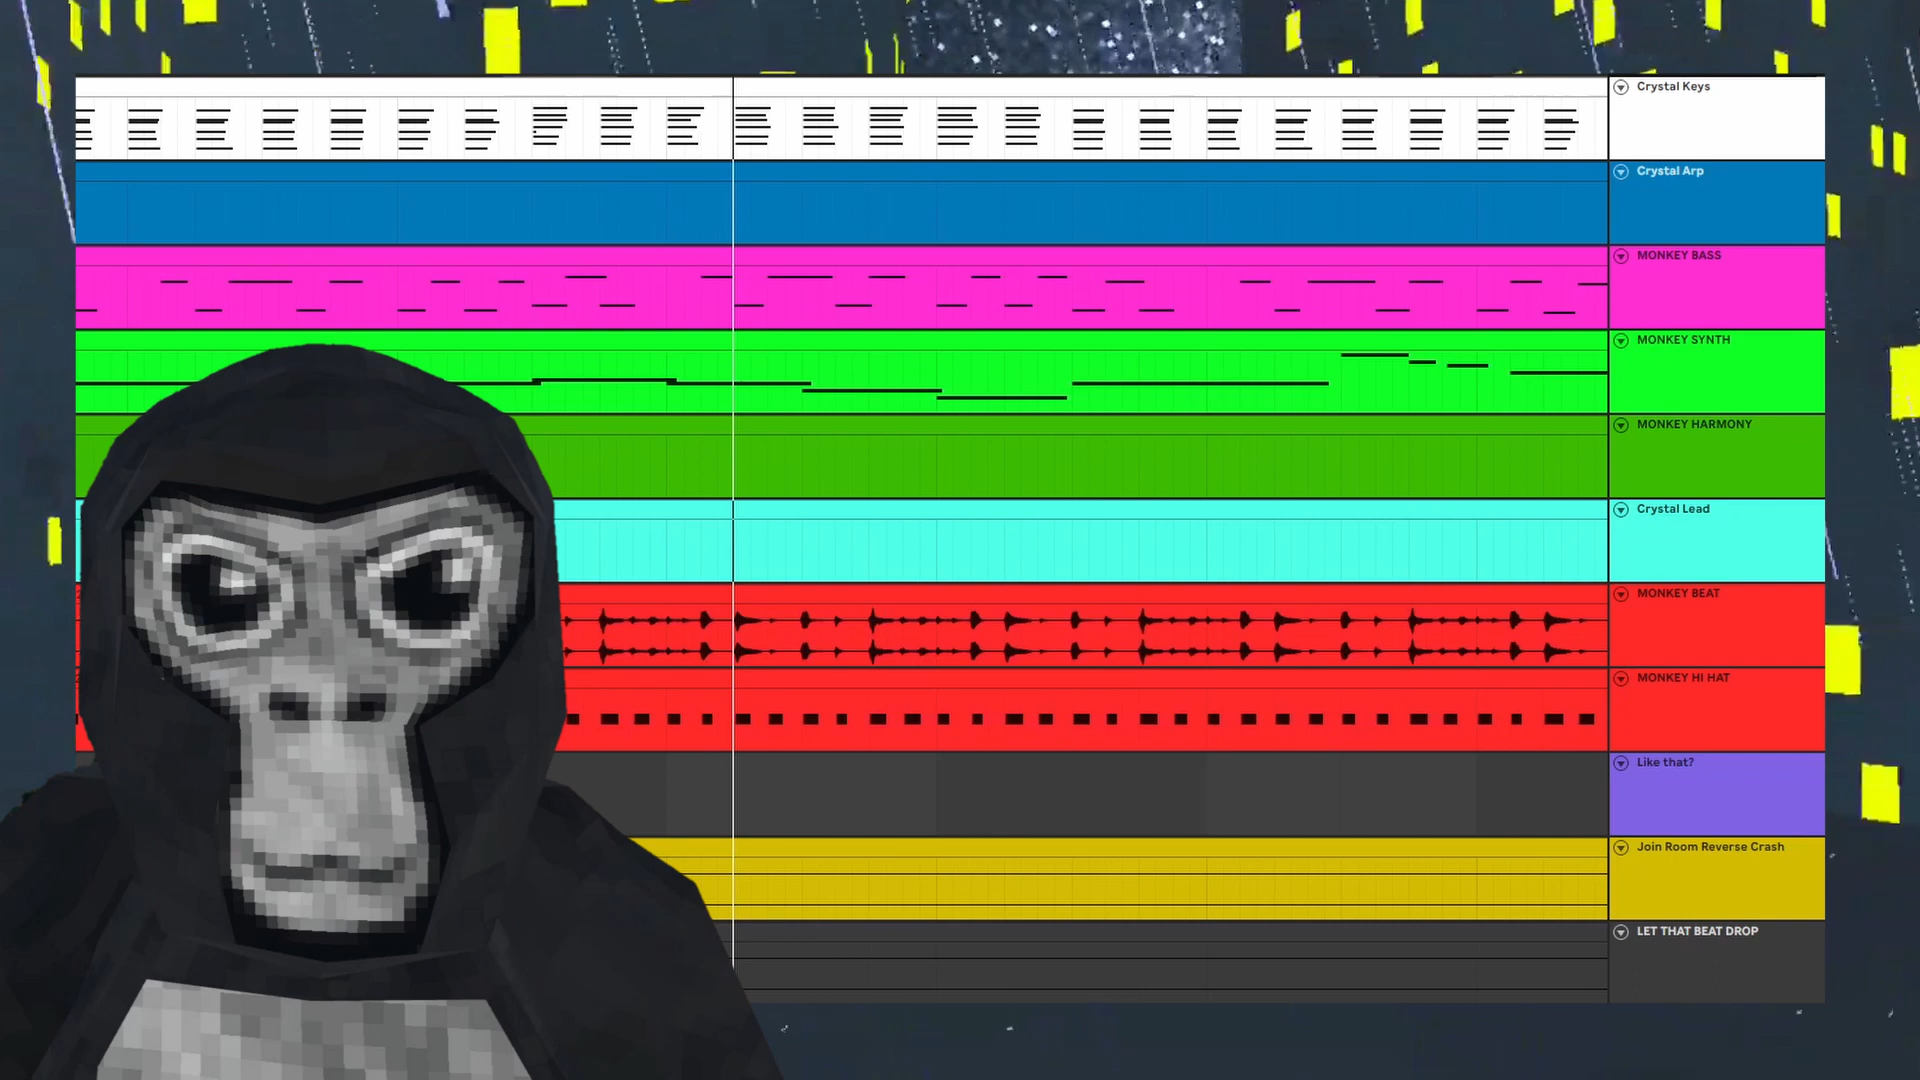 Crystal Keys
Crystal Arp
MONKEY BASS
MONKEY SYNTH
MONKEY HARMONY
Crystal Lead
MONKEY BEAT
MONKEY HI HAT
Like that?
Join Room Reverse Crash
LET THAT BEAT DROP